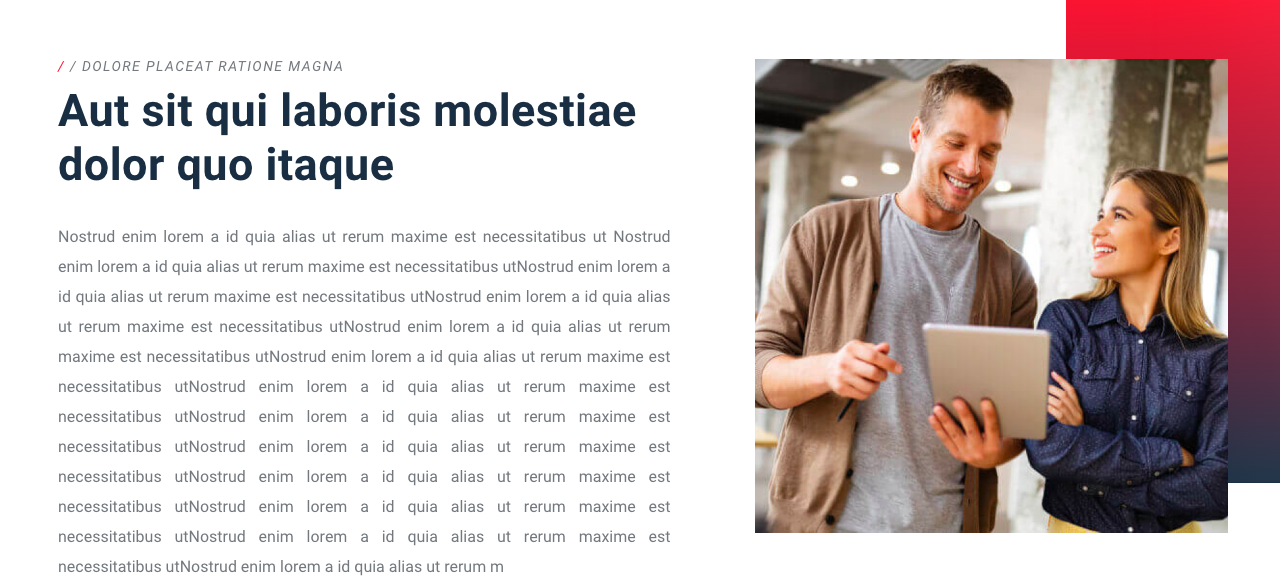 / / DOLORE PLACEAT RATIONE MAGNA
Aut sit qui laboris molestiae
dolor quo itaque
Nostrud enim lorem a id quia alias ut rerum maxime est necessitatibus ut Nostrud
enim lorem a id quia alias ut rerum maxime est necessitatibus utNostrud enim lorem a
id quia alias ut rerum maxime est necessitatibus utNostrud enim lorem a id quia alias
ut rerum maxime est necessitatibus utNostrud enim lorem a id quia alias ut rerum
maxime est necessitatibus utNostrud enim lorem a id quia alias ut rerum maxime est
necessitatibus utNostrud enim lorem a id quia alias ut rerum maxime est
necessitatibus utNostrud enim lorem a id quia alias ut rerum maxime est
necessitatibus utNostrud enim lorem a id quia alias ut rerum maxime est
necessitatibus utNostrud enim lorem a id quia alias ut rerum maxime est
necessitatibus utNostrud enim lorem a id quia alias ut rerum maxime est
necessitatibus utNostrud enim lorem a id quia alias ut rerum maxime est
necessitatibus utNostrud enim lorem a id quia alias ut rerum m